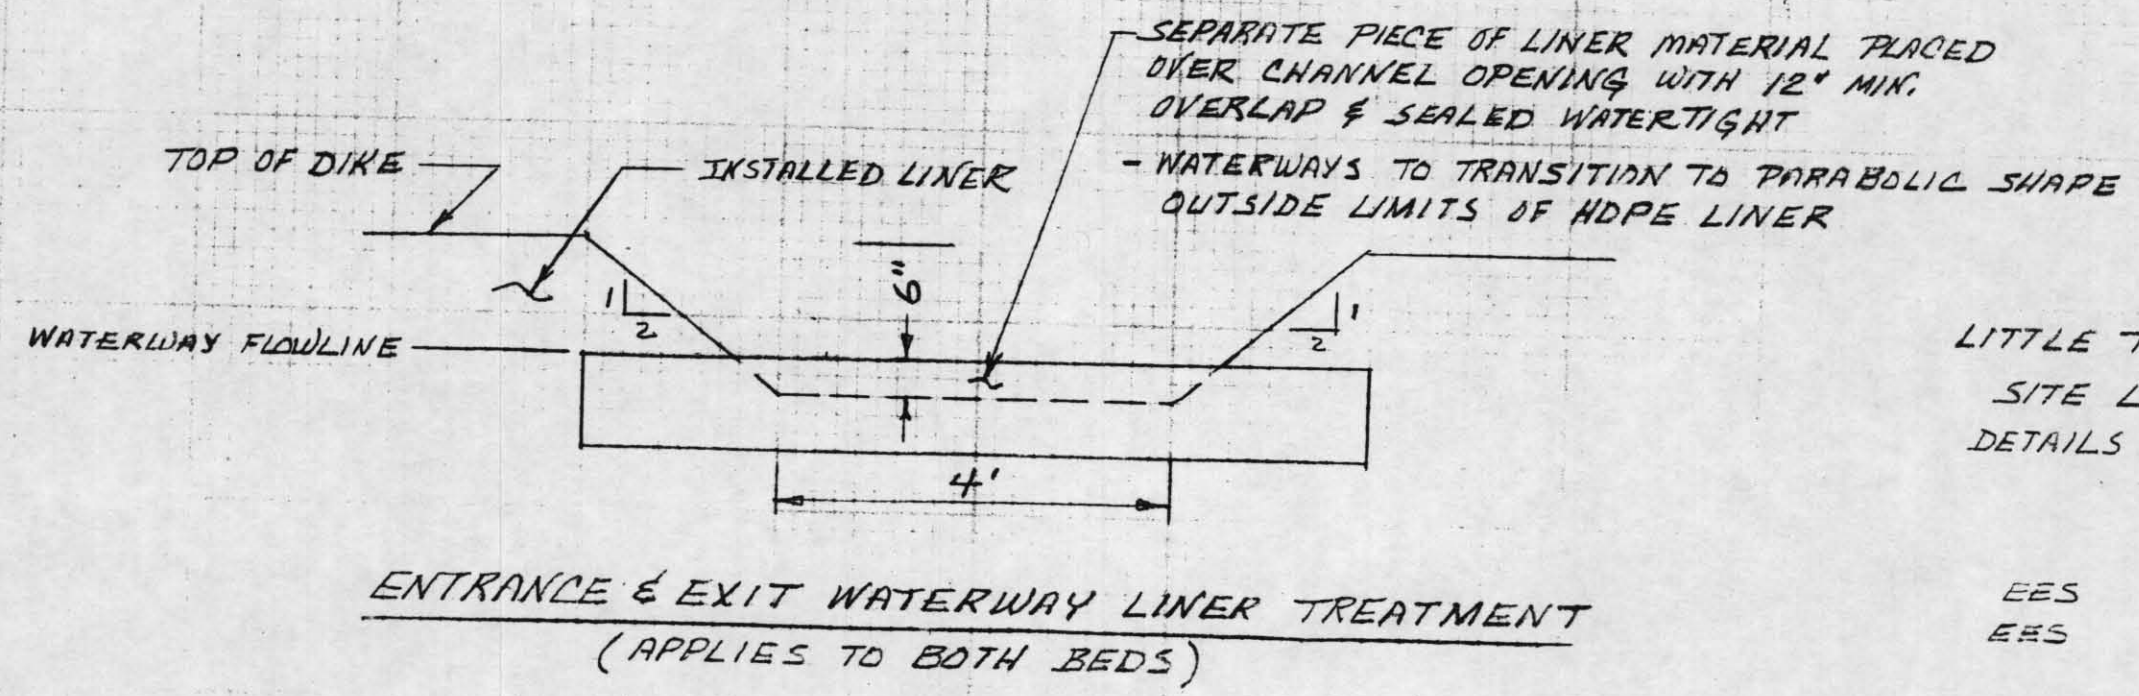 SEPARATE PIECE OF LINER MATERIAL PLACED
OVER CHANNEL OPENING WITH 12" MIN.
OVERLAP & SEALED WATERTIGHT
- WATERWAYS TO TRANSITION TO PARABOLIC SHAPE
OUTSIDE LIMITS OF HDPE LINER
TOP OF DIKE
INSTALLED LINER
6"
1
2
1
2
WATERWAY FLOWLINE
4'
ENTRANCE & EXIT WATERWAY LINER TREATMENT
(APPLIES TO BOTH BEDS)
LITTLE T
SITE L
DETAILS
EES
EES